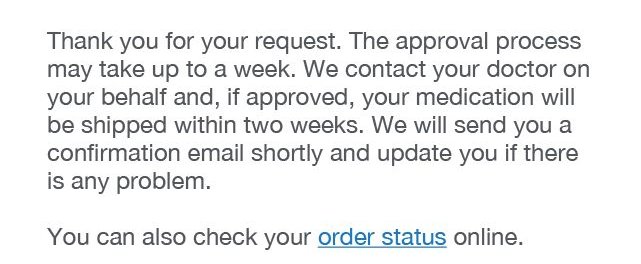 Thank you for your request. The approval process
may take up to a week. We contact your doctor on
your behalf and, if approved, your medication will
be shipped within two weeks. We will send you a
confirmation email shortly and update you if there
is any problem.
You can also check your order status online.